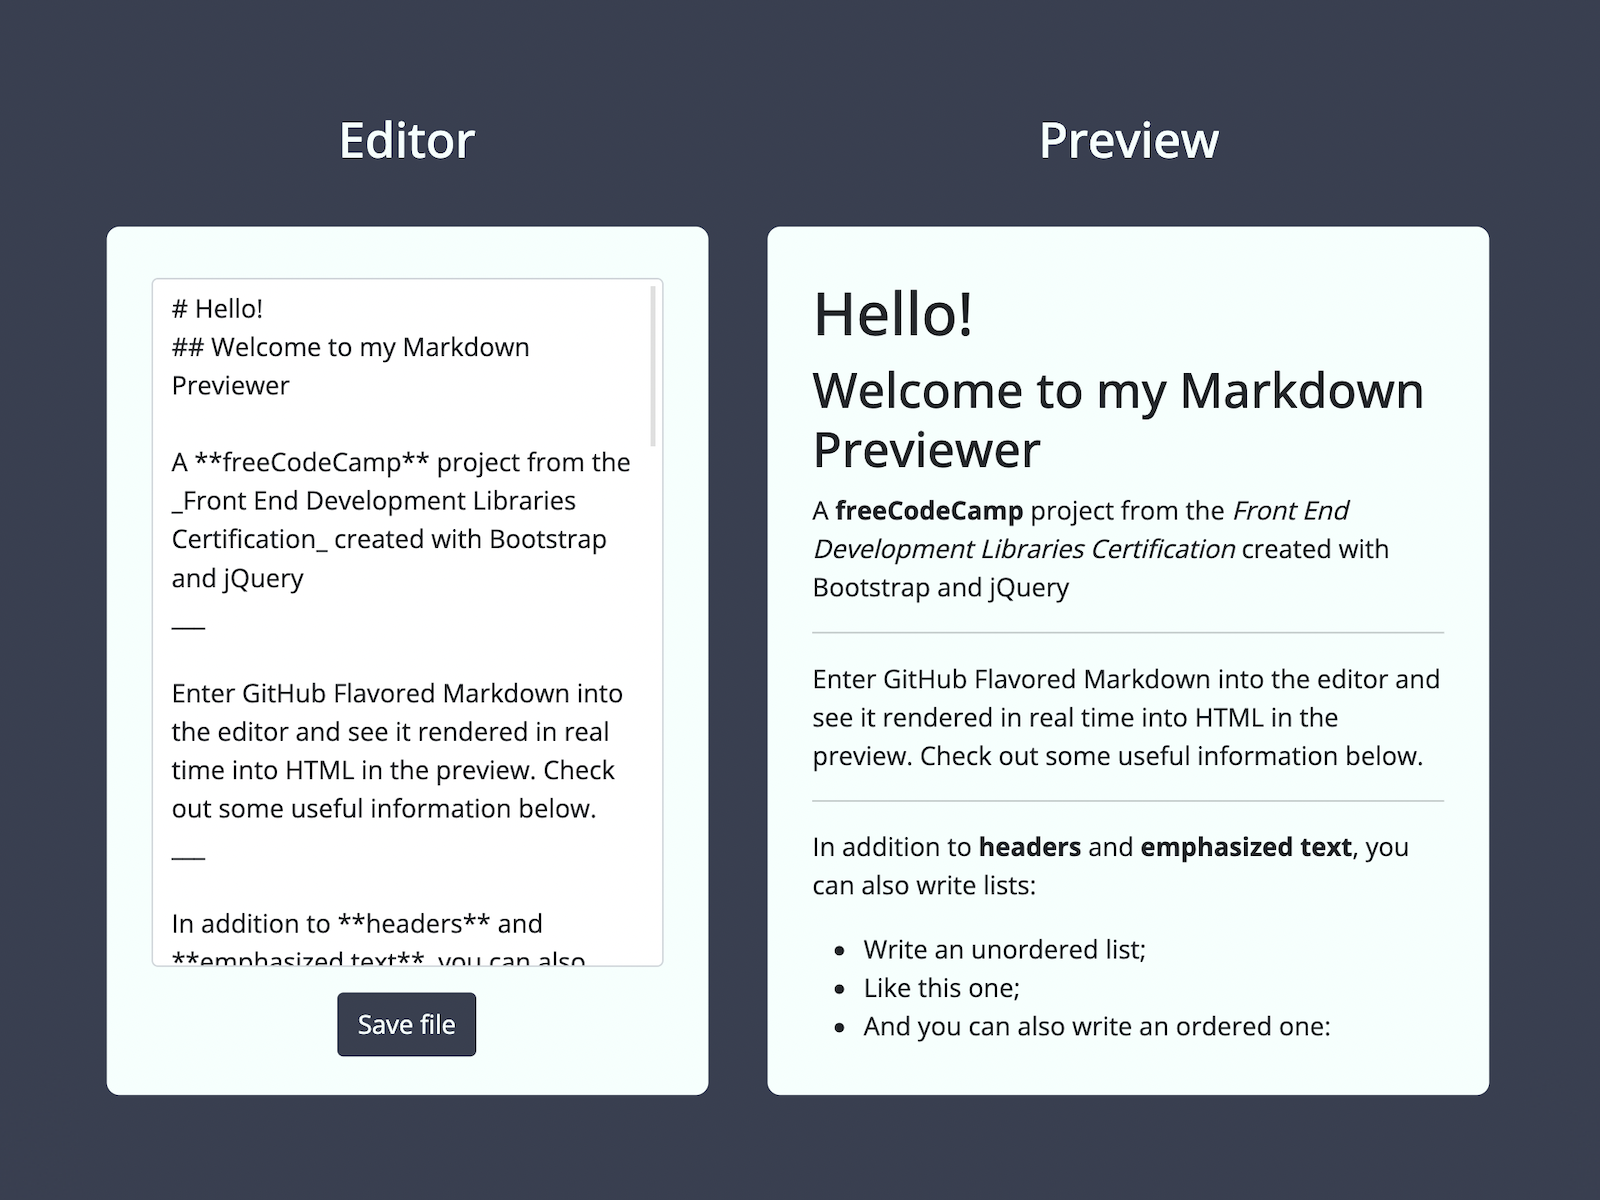 Editor
# Hello!
## Welcome to my Markdown
Previewer
A **freeCodeCamp** project from the
_Front End Development Libraries
Certification_ created with Bootstrap
and jQuery
___
Enter GitHub Flavored Markdown into
the editor and see it rendered in real
time into HTML in the preview. Check
out some useful information below.
___
In addition to **headers** and
**emphasized text**, you can also
Save file
Preview
Hello!
Welcome to my Markdown
Previewer
A freeCodeCamp project from the Front End
Development Libraries Certification created with
Bootstrap and jQuery
Enter GitHub Flavored Markdown into the editor and
see it rendered in real time into HTML in the
preview. Check out some useful information below.
In addition to headers and emphasized text, you
can also write lists:
• Write an unordered list;
• Like this one;
• And you can also write an ordered one: